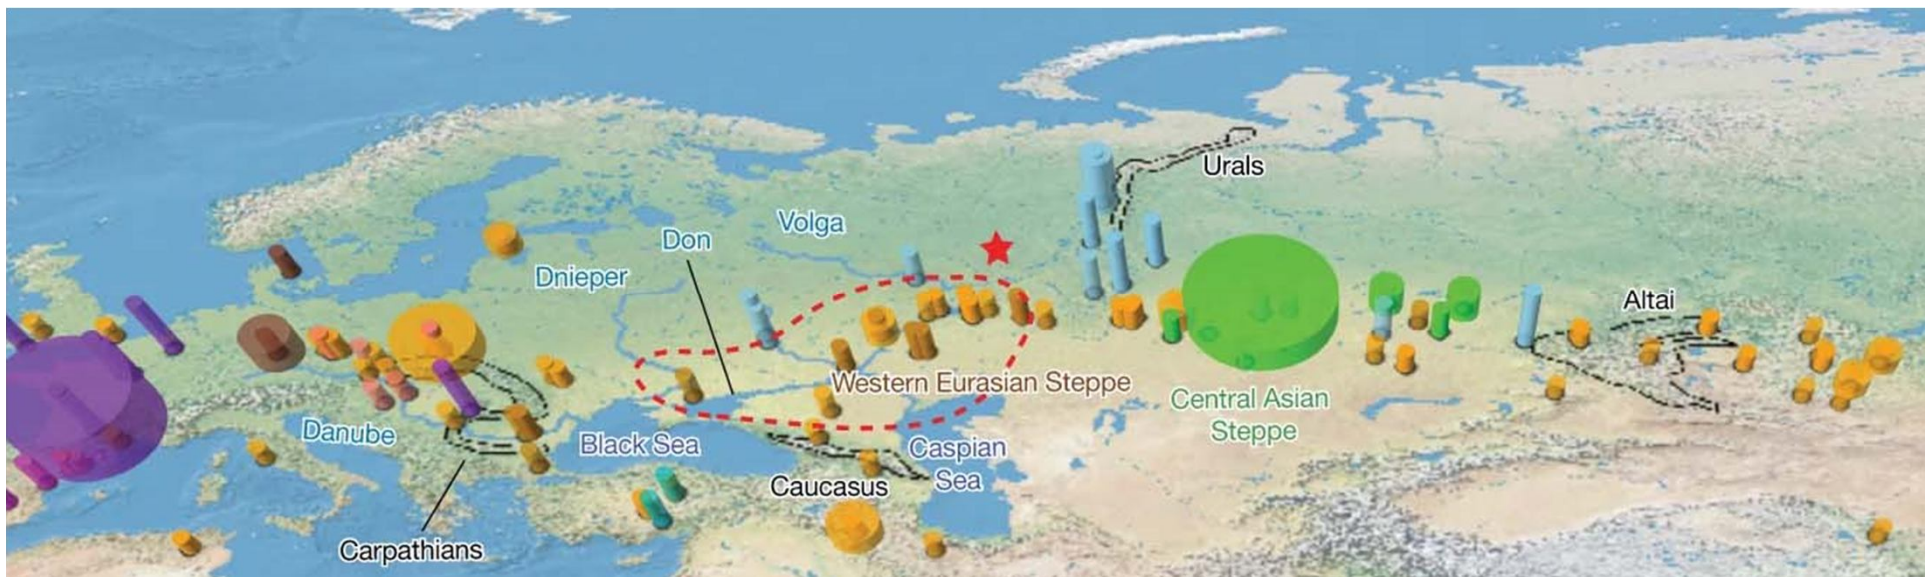 Urals
Volga
Don
Dnieper
Altai
Western Eurasian Steppe
Central Asian
Steppe
Danube
Black Sea
Caspian
Sea
Caucasus
Carpathians